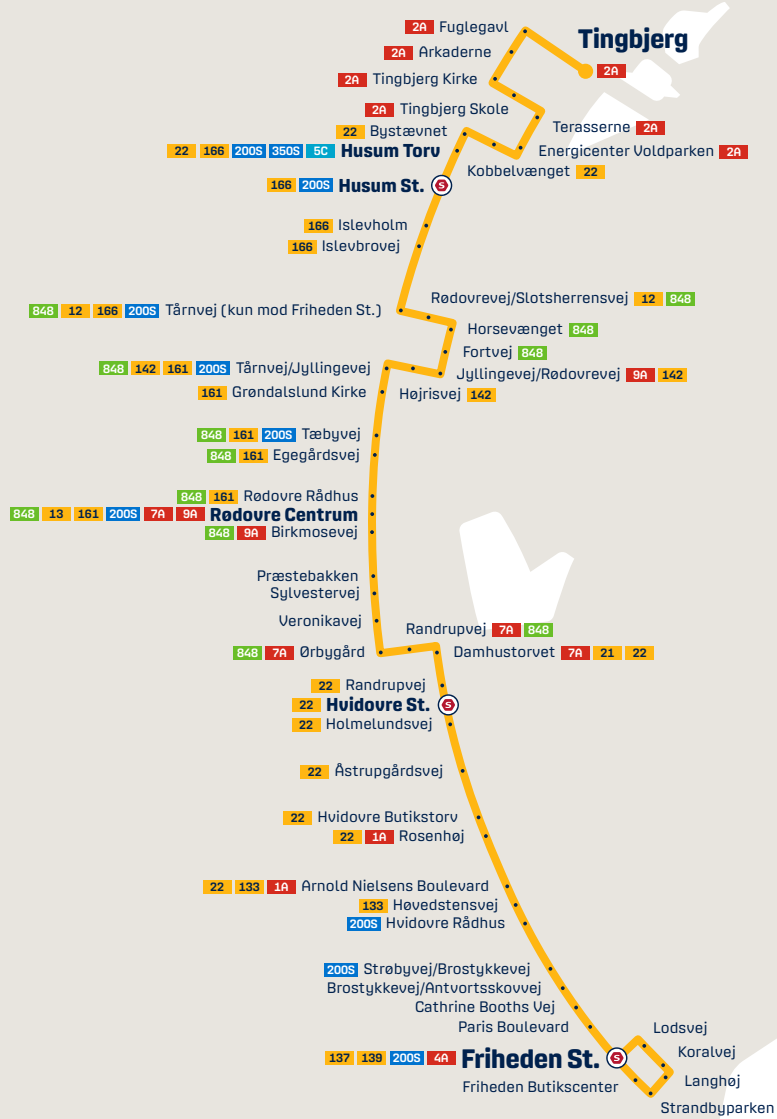 2A Fuglegavl
Tingbjerg
2A Arkaderne
2A
2A Tingbjerg Kirke
2A Tingbjerg Skole
Terasserne 2A
22 Bystævnet
22 166 200S 350S 5C Husum Torv
Energicenter Voldparken 2A
Kobbelvænget 22
166 200S Husum St. S
166 Islevholm
166 Islevbrovej
Rødovrevej/Slotsherrensvej 12 848
848 12 166 200S Tårnvej (kun mod Friheden St.)
Horsevænget 848
Fortvej 848
848 142 161 200S Tårnvej/Jyllingevej
Jyllingevej/Rødovrevej 9A 142
161 Grøndalslund Kirke
Højrisvej 142
848 161 200S Tæbyvej
848 161 Egegårdsvej
848 161 Rødovre Rådhus
848 13 161 200S 7A 9A Rødovre Centrum
848 9A Birkmosevej
Præstebakken
Sylvestervej
Veronikavej
Randrupvej 7A 848
848 7A Ørbygård
Damhustorvet 7A 21 22
22 Randrupvej
22 Hvidovre St. S
22 Holmelundsvej
22 Åstrupgårdsvej
22 Hvidovre Butikstorv
22 1A Rosenhøj
22 133 1A Arnold Nielsens Boulevard
133 Høvedstensvej
200S Hvidovre Rådhus
200S Strøbyvej/Brostykkevej
Brostykkevej/Antvortsskovvej
Cathrine Booths Vej
Paris Boulevard
Lodsvej
Koralvej
137 139 200S 4A Friheden St. S
Langhøj
Friheden Butikscenter
Strandbyparken